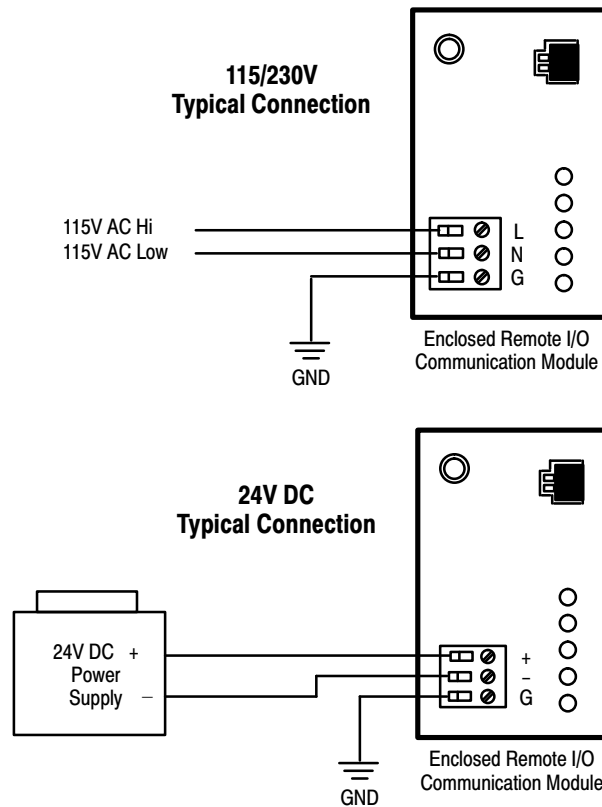 115/230V
Typical Connection
115V AC Hi
115V AC Low
L
N
G
GND
Enclosed Remote I/O
Communication Module
24V DC
Typical Connection
24V DC +
Power
Supply –
+
–
G
GND
Enclosed Remote I/O
Communication Module